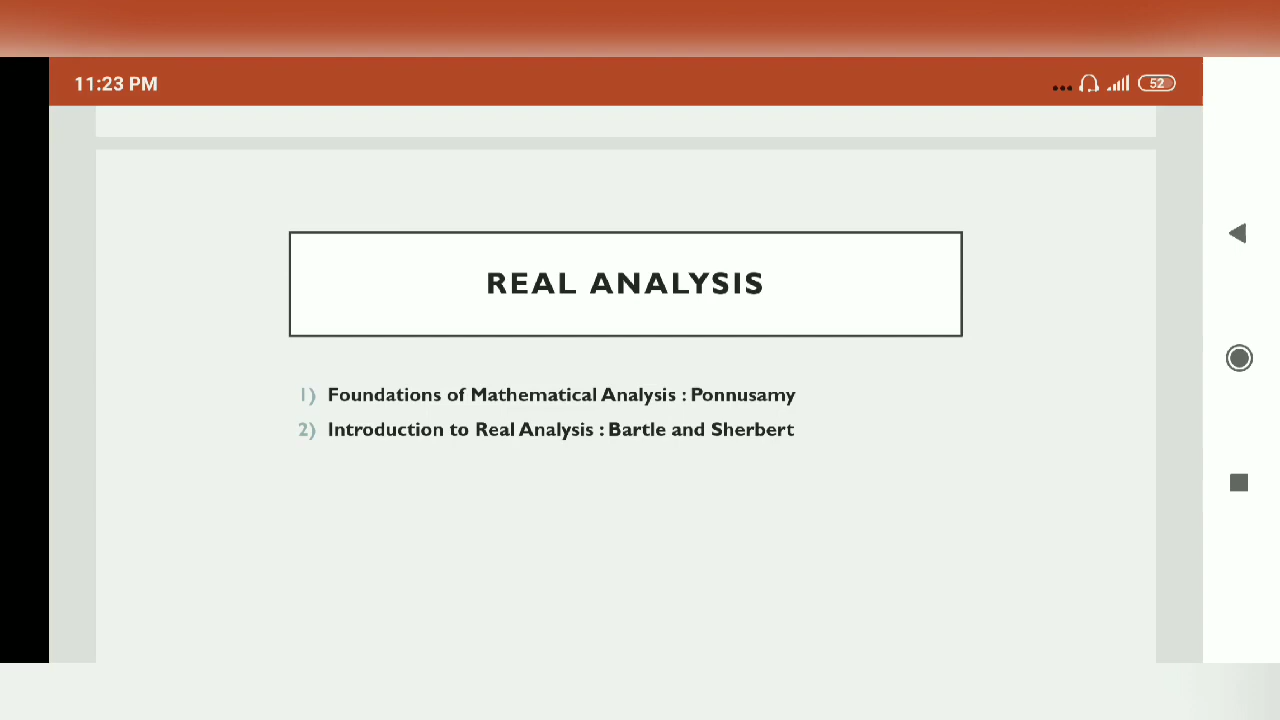 11:23 PM
52
REAL ANALYSIS
1) Foundations of Mathematical Analysis : Ponnusamy
2) Introduction to Real Analysis : Bartle and Sherbert